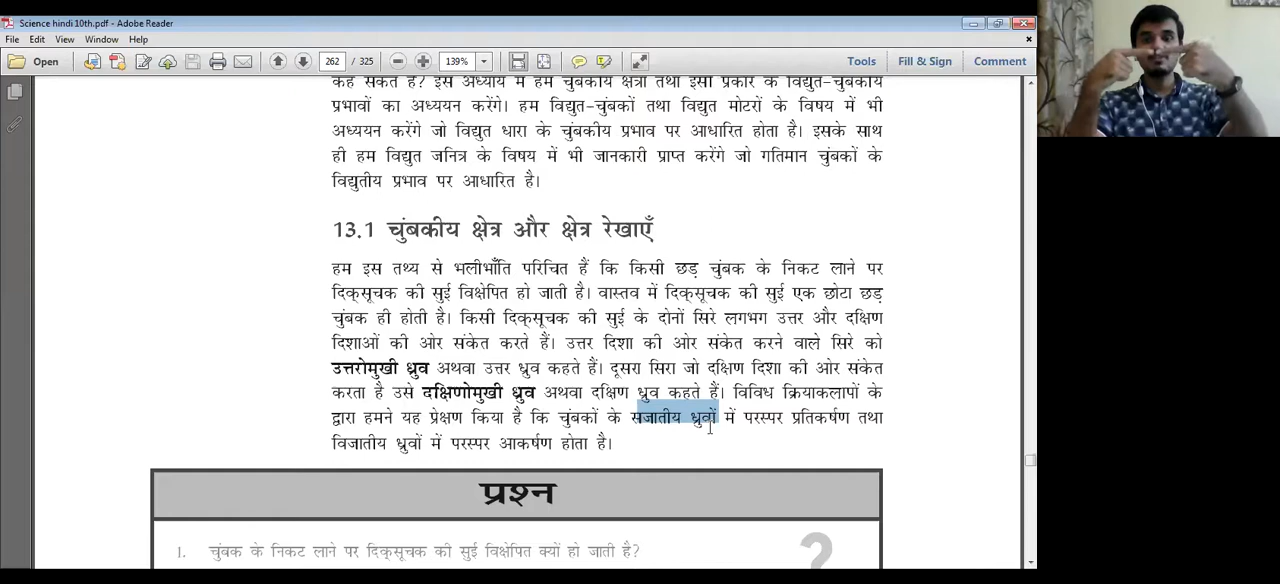 Science hindi 10th.pdf - Adobe Reader
File Edit View Window Help
Open 262 / 325 139% Tools Fill & Sign Comment
कह सकते हैं? इस अध्याय में हम चुंबकीय क्षेत्रों तथा इसी प्रकार के विद्युत-चुंबकीय
प्रभावों का अध्ययन करेंगे। हम विद्युत-चुंबकों तथा विद्युत मोटरों के विषय में भी
अध्ययन करेंगे जो विद्युत धारा के चुंबकीय प्रभाव पर आधारित होता है। इसके साथ
ही हम विद्युत जनित्र के विषय में भी जानकारी प्राप्त करेंगे जो गतिमान चुंबकों के
विद्युतीय प्रभाव पर आधारित है।
13.1 चुंबकीय क्षेत्र और क्षेत्र रेखाएँ
हम इस तथ्य से भलीभाँति परिचित हैं कि किसी छड़ चुंबक के निकट लाने पर
दिक्सूचक की सुई विक्षेपित हो जाती है। वास्तव में दिक्सूचक की सुई एक छोटा छड़
चुंबक ही होती है। किसी दिक्सूचक की सुई के दोनों सिरे लगभग उत्तर और दक्षिण
दिशाओं की ओर संकेत करते हैं। उत्तर दिशा की ओर संकेत करने वाले सिरे को
उत्तरोमुखी ध्रुव अथवा उत्तर ध्रुव कहते हैं। दूसरा सिरा जो दक्षिण दिशा की ओर संकेत
करता है उसे दक्षिणोमुखी ध्रुव अथवा दक्षिण ध्रुव कहते हैं। विविध क्रियाकलापों के
द्वारा हमने यह प्रेक्षण किया है कि चुंबकों के सजातीय ध्रुवों में परस्पर प्रतिकर्षण तथा
विजातीय ध्रुवों में परस्पर आकर्षण होता है।
प्रश्न
1. चुंबक के निकट लाने पर दिक्सूचक की सुई विक्षेपित क्यों हो जाती है?
?